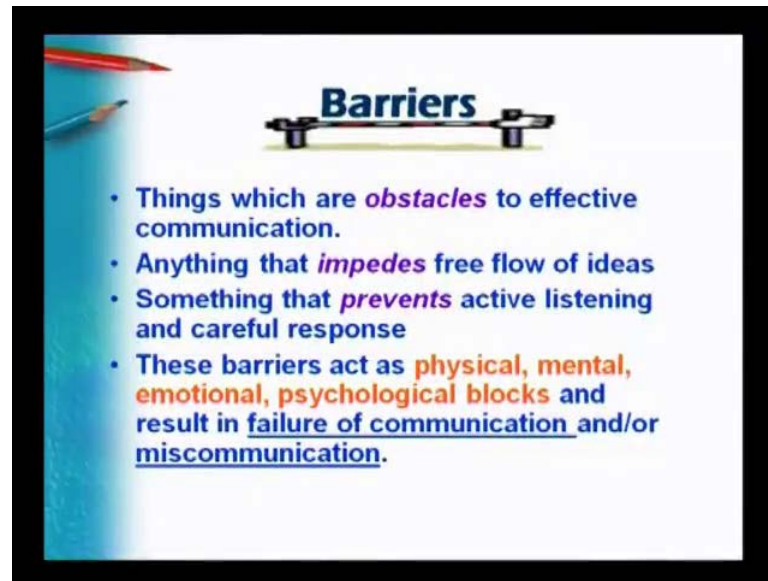 Barriers
• Things which are obstacles to effective
communication.
• Anything that impedes free flow of ideas
• Something that prevents active listening
and careful response
• These barriers act as physical, mental,
emotional, psychological blocks and
result in failure of communication and/or
miscommunication.